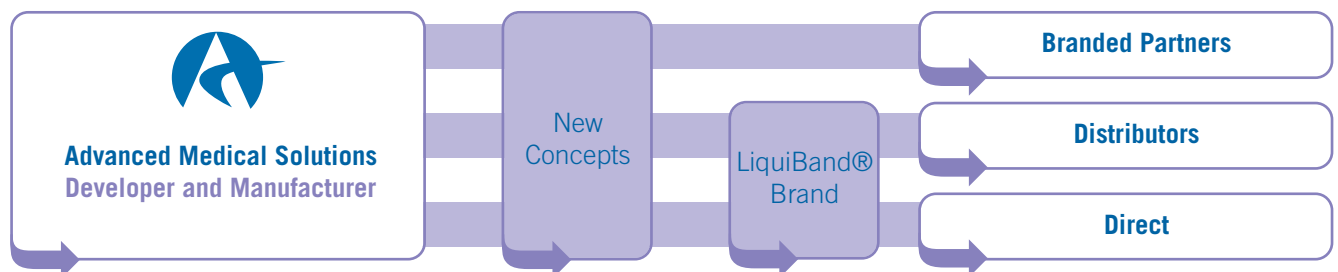 Advanced Medical Solutions
Developer and Manufacturer
New
Concepts
LiquiBand®
Brand
Branded Partners
Distributors
Direct